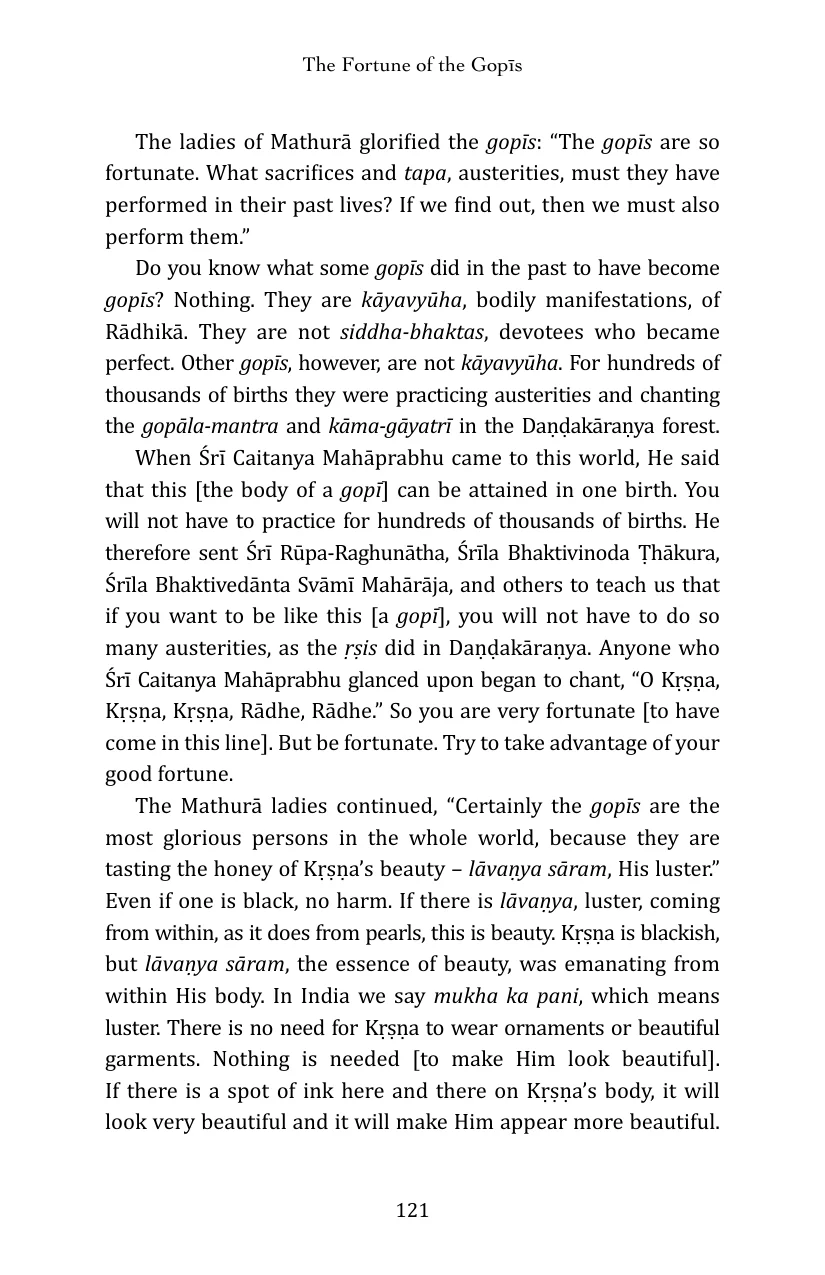 The Fortune of the Gopīs
The ladies of Mathurā glorified the gopīs: “The gopīs are so
fortunate. What sacrifices and tapa, austerities, must they have
performed in their past lives? If we find out, then we must also
perform them.”
Do you know what some gopīs did in the past to have become
gopīs? Nothing. They are kāyavyūha, bodily manifestations, of
Rādhikā. They are not siddha-bhaktas, devotees who became
perfect. Other gopīs, however, are not kāyavyūha. For hundreds of
thousands of births they were practicing austerities and chanting
the gopāla-mantra and kāma-gāyatrī in the Daṇḍakāraṇya forest.
When Śrī Caitanya Mahāprabhu came to this world, He said
that this [the body of a gopī] can be attained in one birth. You
will not have to practice for hundreds of thousands of births. He
therefore sent Śrī Rūpa-Raghunātha, Śrīla Bhaktivinoda Ṭhākura,
Śrīla Bhaktivedānta Svāmī Mahārāja, and others to teach us that
if you want to be like this [a gopī], you will not have to do so
many austerities, as the ṛṣis did in Daṇḍakāraṇya. Anyone who
Śrī Caitanya Mahāprabhu glanced upon began to chant, “O Kṛṣṇa,
Kṛṣṇa, Kṛṣṇa, Rādhe, Rādhe.” So you are very fortunate [to have
come in this line]. But be fortunate. Try to take advantage of your
good fortune.
The Mathurā ladies continued, “Certainly the gopīs are the
most glorious persons in the whole world, because they are
tasting the honey of Kṛṣṇa’s beauty – lāvaṇya sāram, His luster.”
Even if one is black, no harm. If there is lāvaṇya, luster, coming
from within, as it does from pearls, this is beauty. Kṛṣṇa is blackish,
but lāvaṇya sāram, the essence of beauty, was emanating from
within His body. In India we say mukha ka pani, which means
luster. There is no need for Kṛṣṇa to wear ornaments or beautiful
garments. Nothing is needed [to make Him look beautiful].
If there is a spot of ink here and there on Kṛṣṇa’s body, it will
look very beautiful and it will make Him appear more beautiful.
121